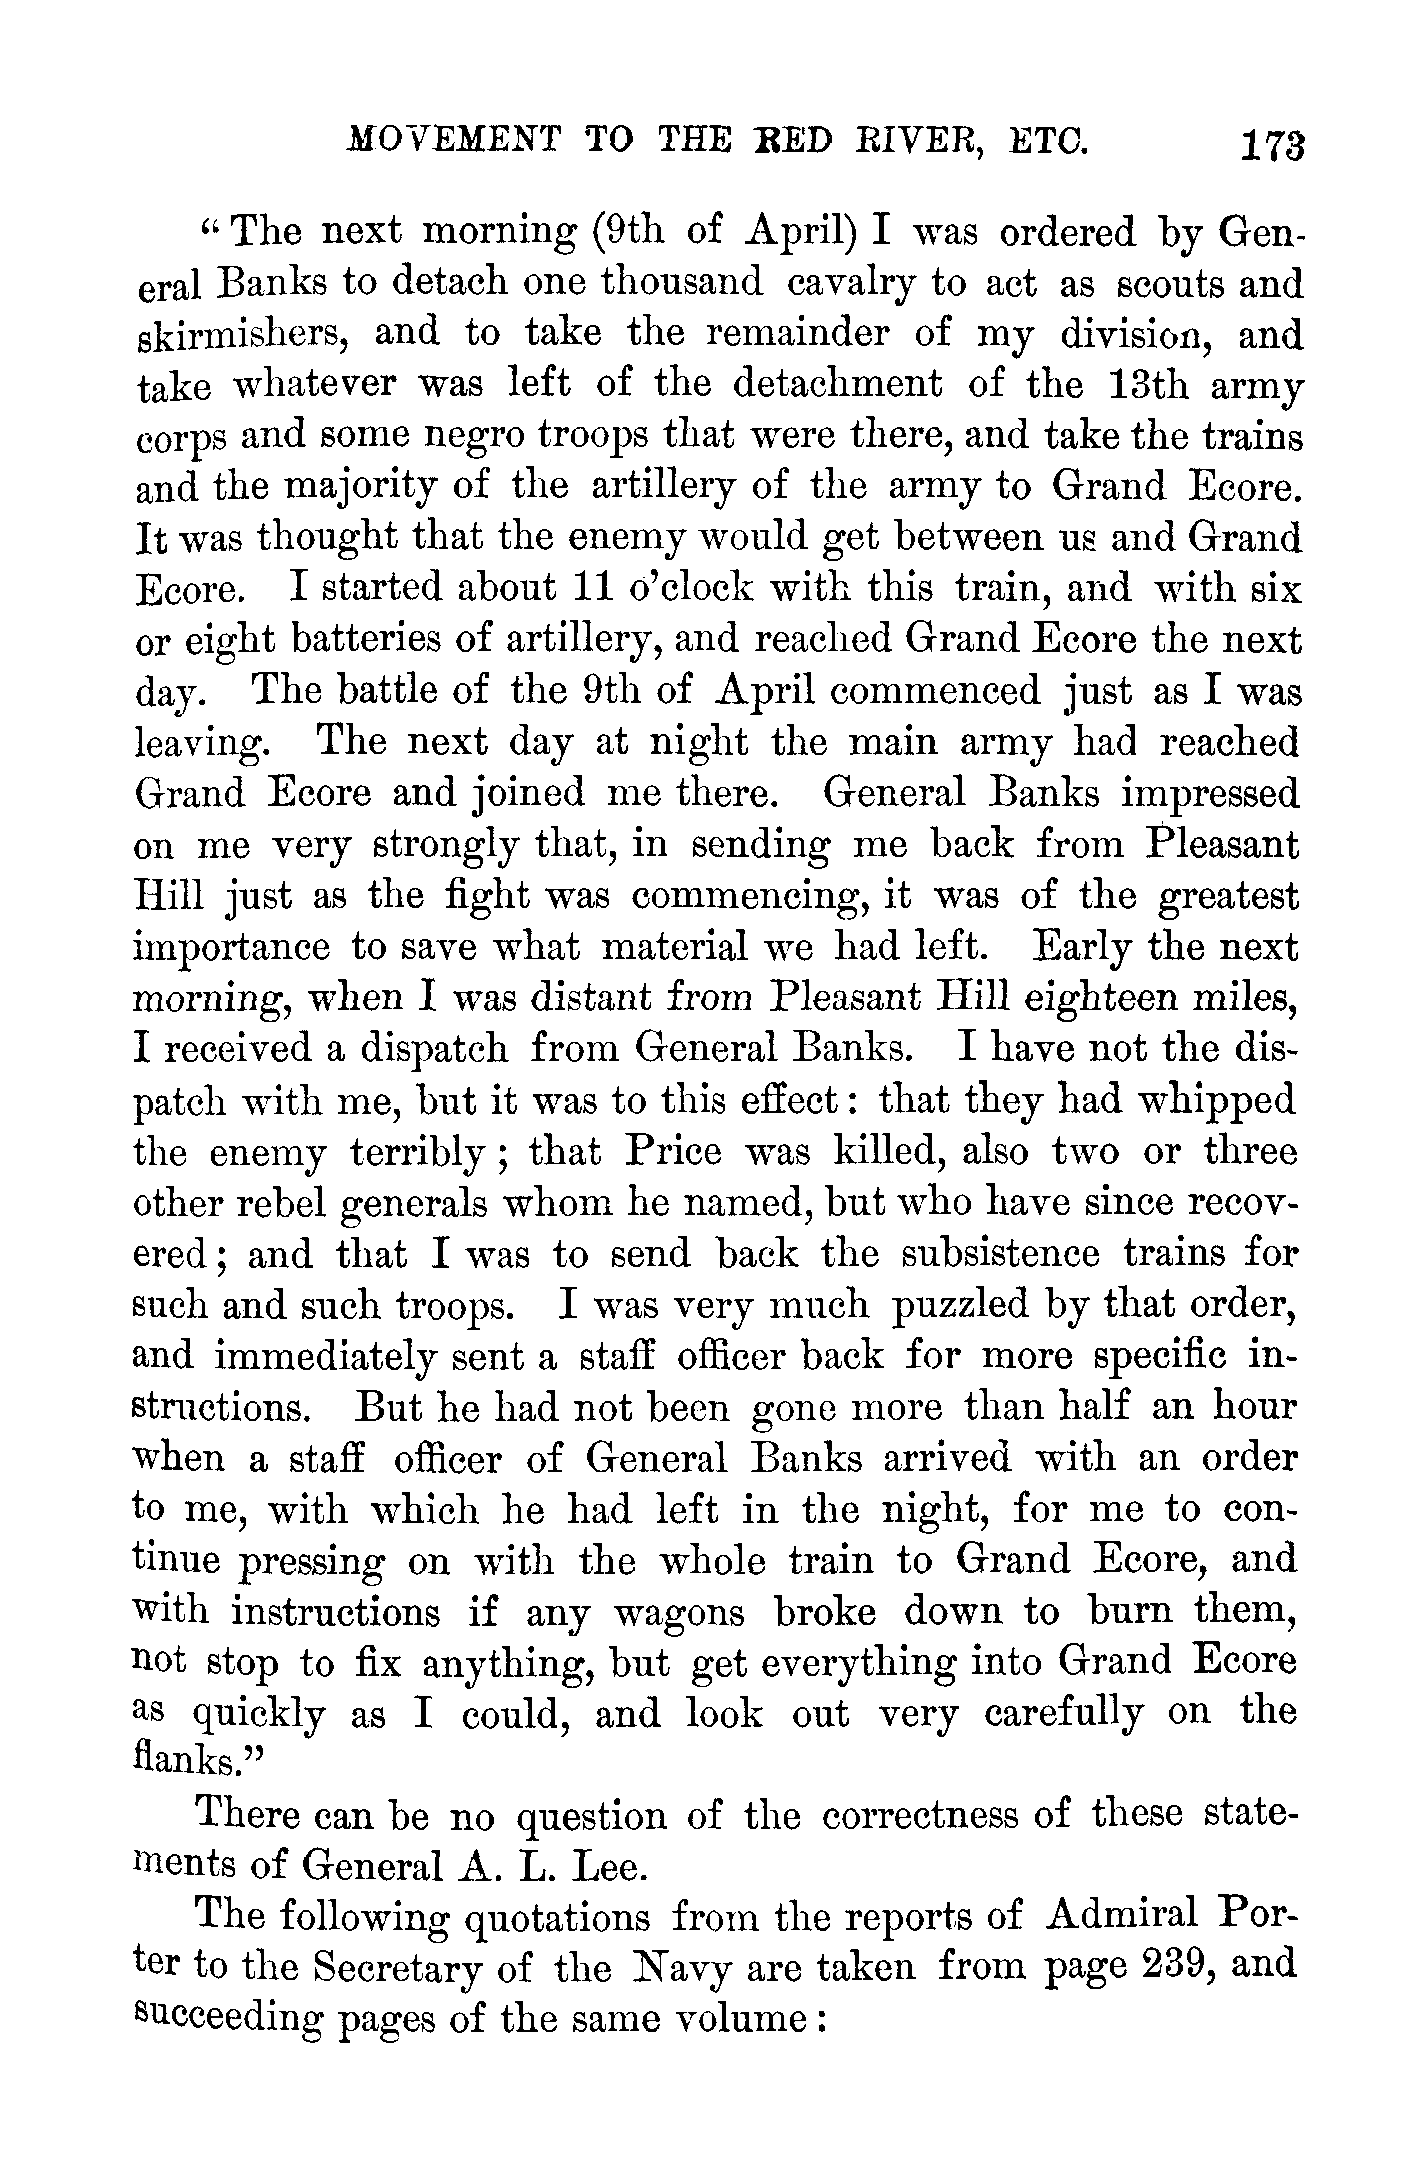 MOVEMENT TO THE RED RIVER, ETC. 173
“ The next morning (9th of April) I was ordered by Gen-
eral Banks to detach one thousand cavalry to act as scouts and
skirmishers, and to take the remainder of my division, and
take whatever was left of the detachment of the 13th army
corps and some negro troops that were there, and take the trains
and the majority of the artillery of the army to Grand Ecore.
It was thought that the enemy would get between us and Grand
Ecore. I started about 11 o’clock with this train, and with six
or eight batteries of artillery, and reached Grand Ecore the next
day. The battle of the 9th of April commenced just as I was
leaving. The next day at night the main army had reached
Grand Ecore and joined me there. General Banks impressed
on me very strongly that, in sending me back from Pleasant
Hill just as the fight was commencing, it was of the greatest
importance to save what material we had left. Early the next
morning, when I was distant from Pleasant Hill eighteen miles,
I received a dispatch from General Banks. I have not the dis-
patch with me, but it was to this effect : that they had whipped
the enemy terribly ; that Price was killed, also two or three
other rebel generals whom he named, but who have since recov-
ered ; and that I was to send back the subsistence trains for
such and such troops. I was very much puzzled by that order,
and immediately sent a staff officer back for more specific in-
structions. But he had not been gone more than half an hour
when a staff officer of General Banks arrived with an order
to me, with which he had left in the night, for me to con-
tinue pressing on with the whole train to Grand Ecore, and
with instructions if any wagons broke down to burn them,
not stop to fix anything, but get everything into Grand Ecore
as quickly as I could, and look out very carefully on the
flanks.”
There can be no question of the correctness of these state-
ments of General A. L. Lee.
The following quotations from the reports of Admiral Por-
ter to the Secretary of the Navy are taken from page 239, and
succeeding pages of the same volume :